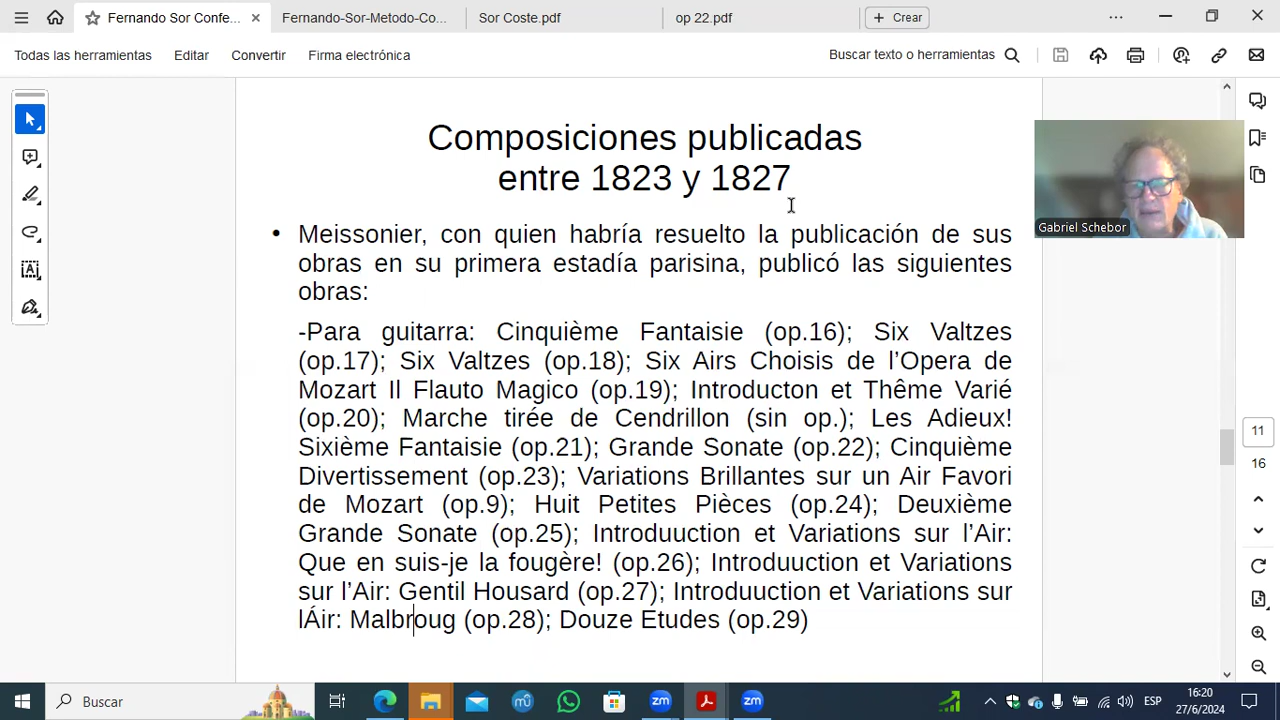 Fernando Sor Confe...
Fernando-Sor-Metodo-Co...
Sor Coste.pdf
op 22.pdf
Crear
Todas las herramientas
Editar
Convertir
Firma electrónica
Buscar texto o herramientas
Composiciones publicadas
entre 1823 y 1827
Gabriel Schebor
• Meissonier, con quien habría resuelto la publicación de sus
obras en su primera estadía parisina, publicó las siguientes
obras:
-Para guitarra: Cinquième Fantaisie (op.16); Six Valtzes
(op.17); Six Valtzes (op.18); Six Airs Choisis de l’Opera de
Mozart Il Flauto Magico (op.19); Introducton et Thême Varié
(op.20); Marche tirée de Cendrillon (sin op.); Les Adieux!
Sixième Fantaisie (op.21); Grande Sonate (op.22); Cinquième
Divertissement (op.23); Variations Brillantes sur un Air Favori
de Mozart (op.9); Huit Petites Pièces (op.24); Deuxième
Grande Sonate (op.25); Introduuction et Variations sur l’Air:
Que en suis-je la fougère! (op.26); Introduuction et Variations
sur l’Air: Gentil Housard (op.27); Introduuction et Variations sur
lÁir: Malbroug (op.28); Douze Etudes (op.29)
11
16
Buscar
zm
zm
ESP
16:20
27/6/2024